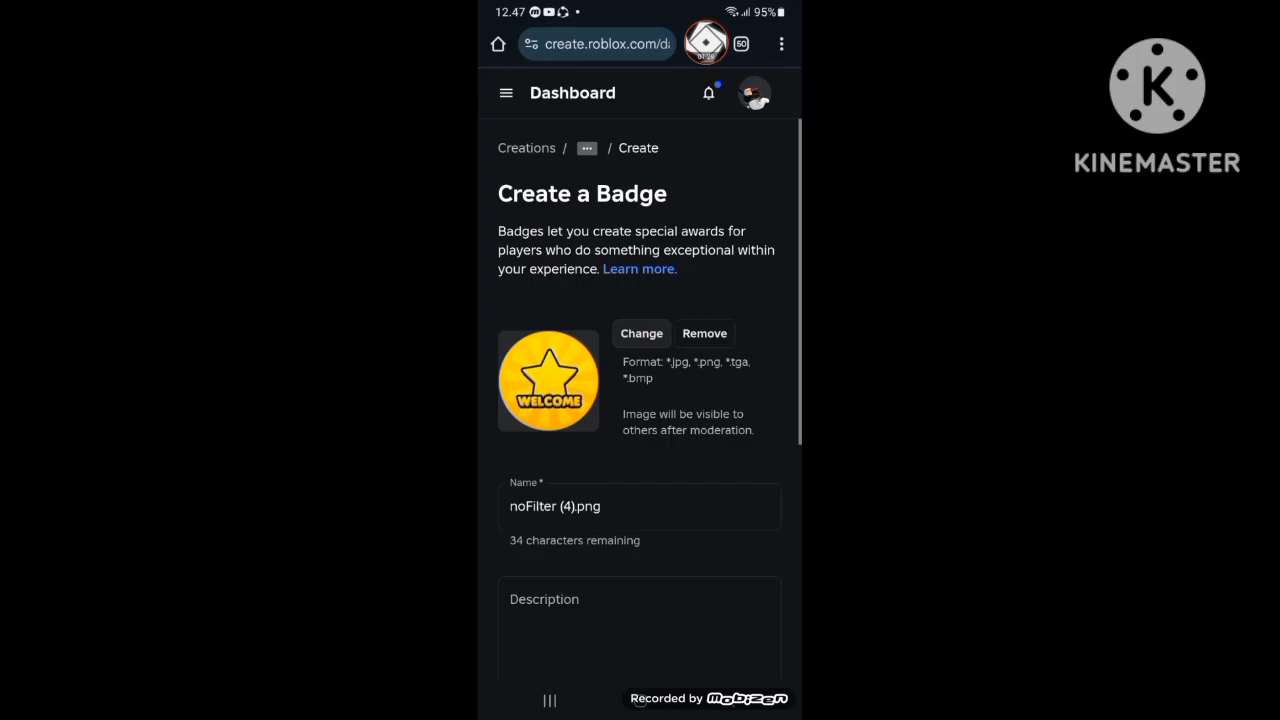 12.47
95%
create.roblox.com/da
50
01:29
Dashboard
Creations / ... / Create
Create a Badge
Badges let you create special awards for
players who do something exceptional within
your experience. Learn more.
Change
Remove
Format: *.jpg, *.png, *.tga,
*.bmp
Image will be visible to
others after moderation.
WELCOME
Name *
noFilter (4).png
34 characters remaining
Description
Recorded by Mobizen
K
KINEMASTER